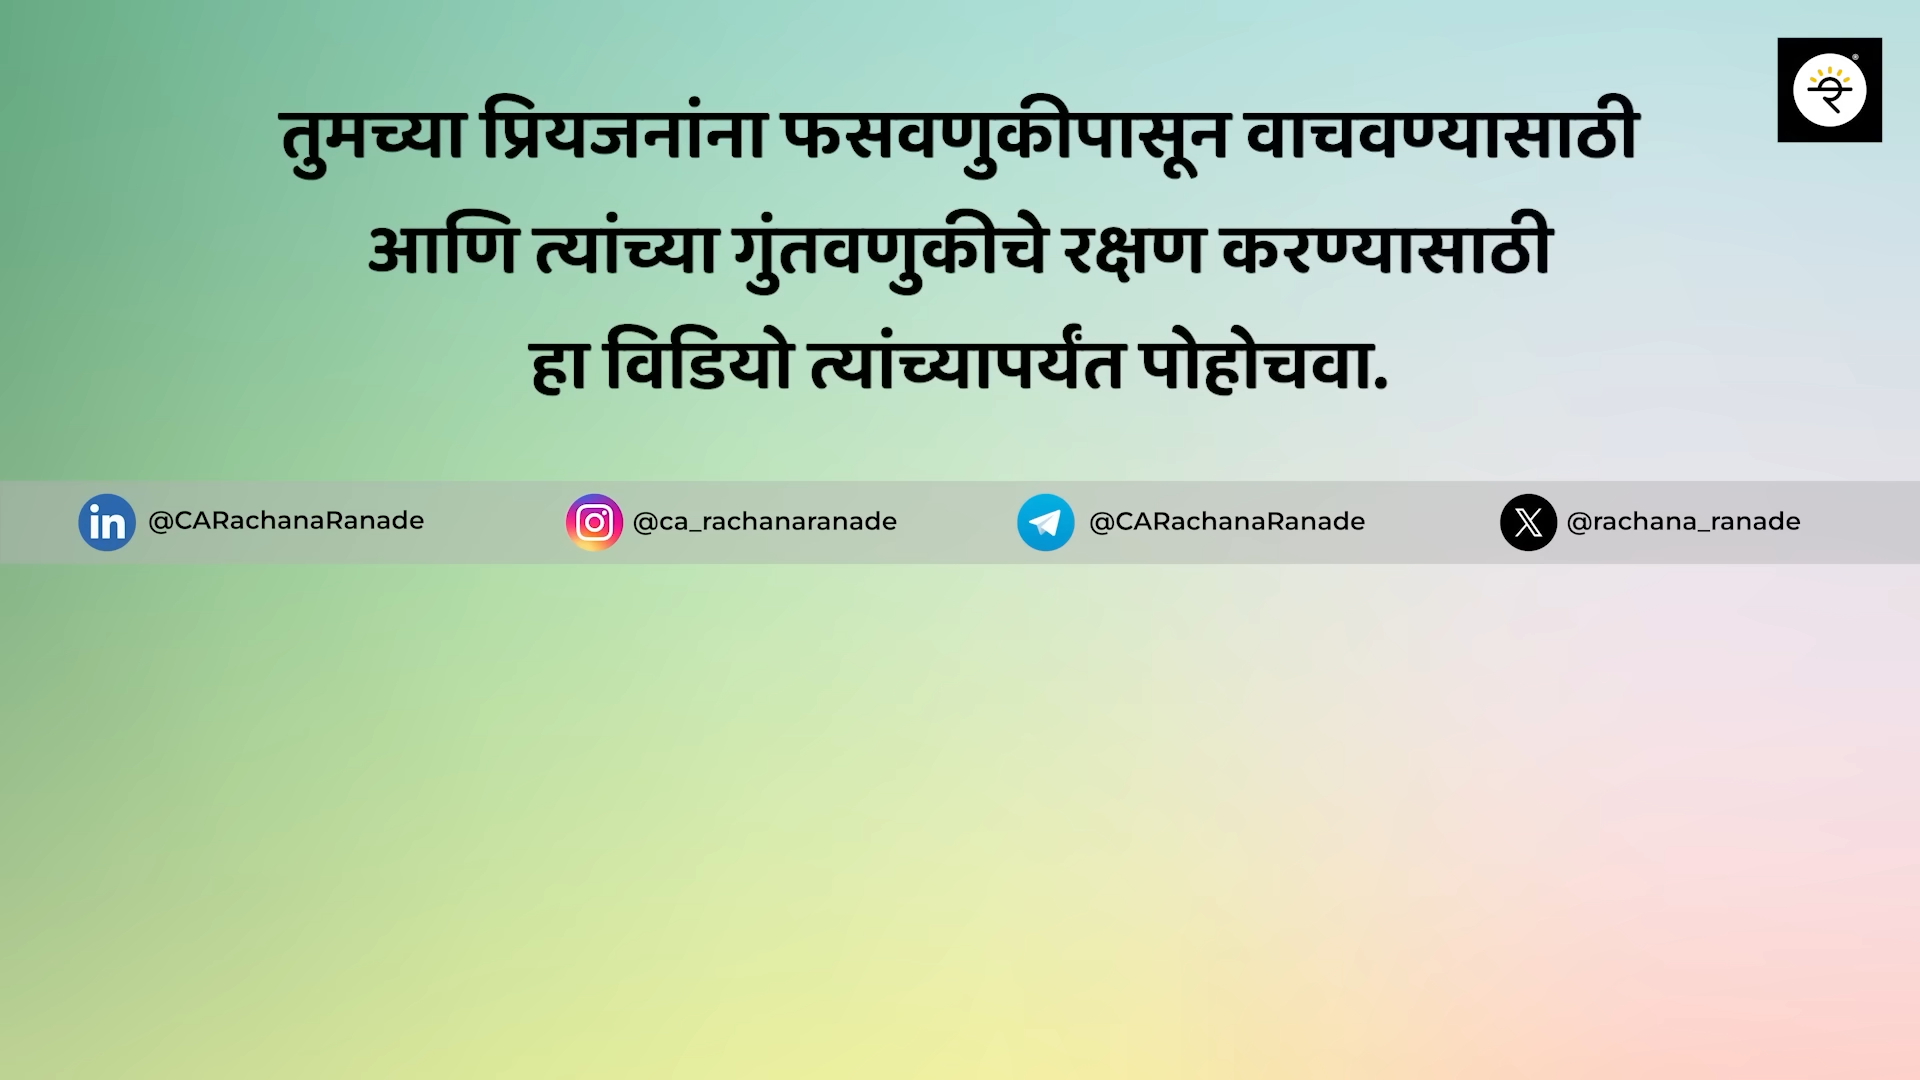 तुमच्या प्रियजनांना फसवणुकीपासून वाचवण्यासाठी
आणि त्यांच्या गुंतवणुकीचे रक्षण करण्यासाठी
हा विडियो त्यांच्यापर्यंत पोहोचवा.
@CARachanaRanade
@ca_rachanaranade
@CARachanaRanade
@rachana_ranade